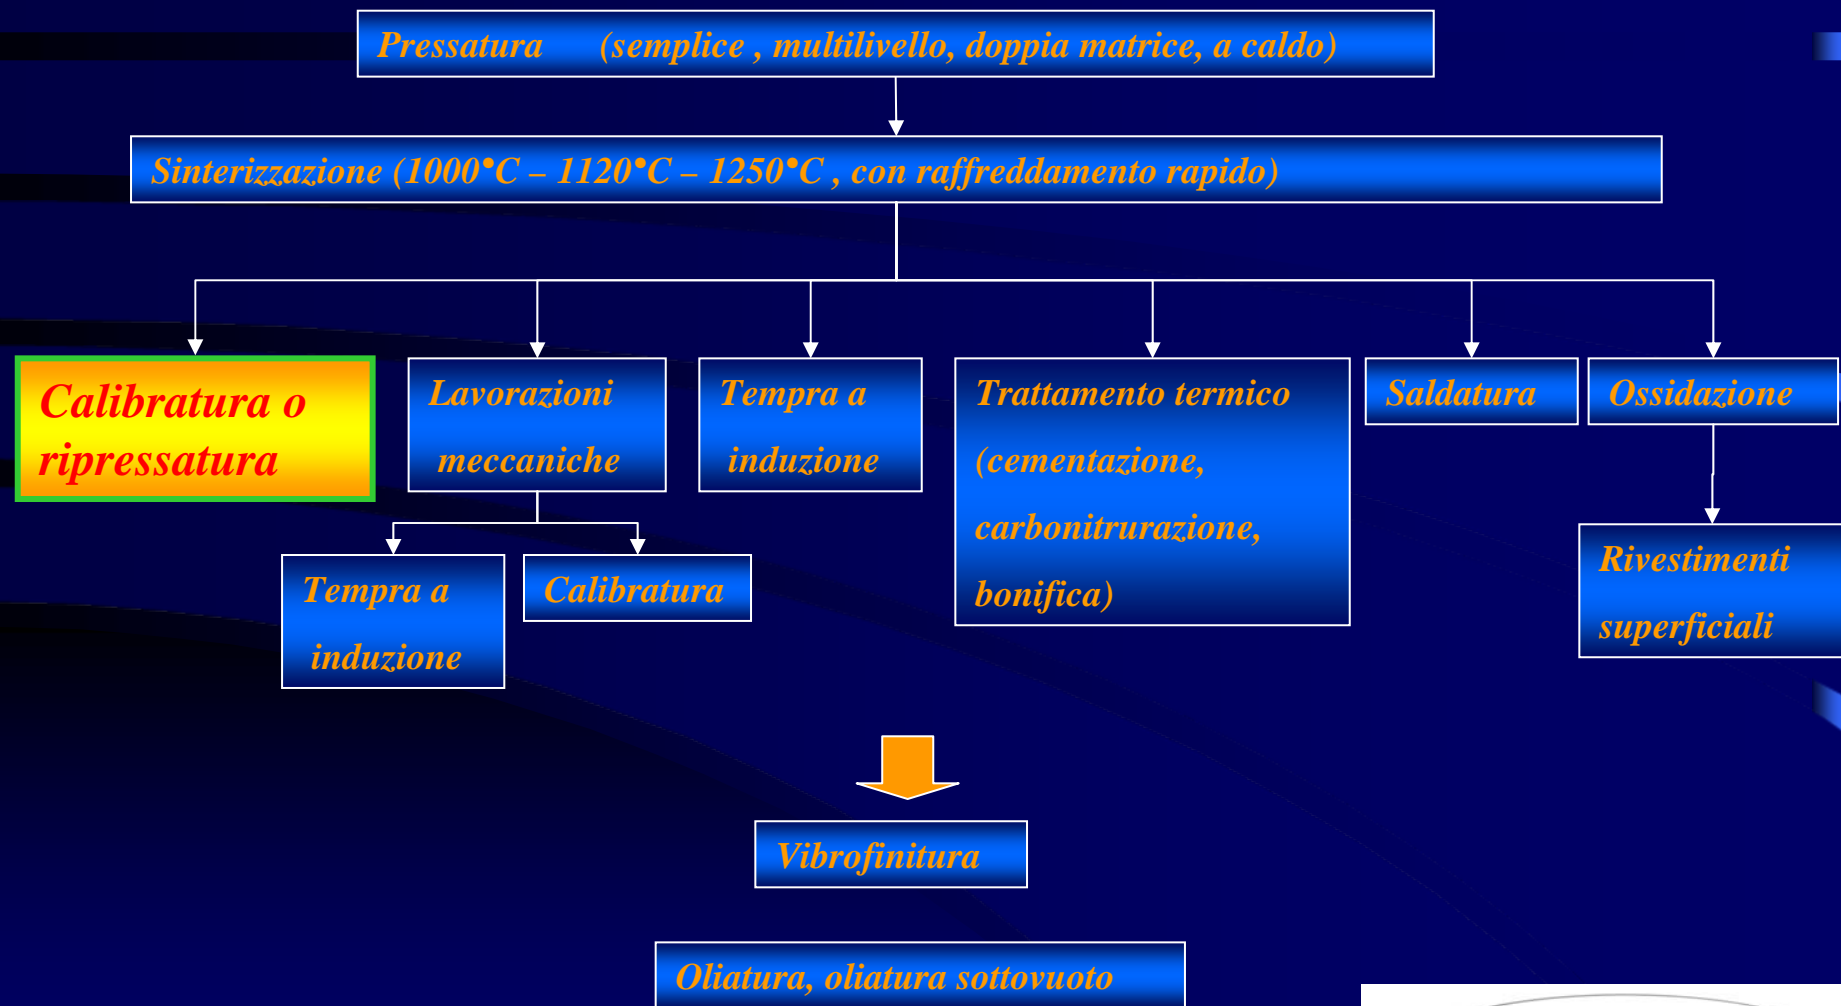 Pressatura (semplice , multilivello, doppia matrice, a caldo)
Sinterizzazione (1000°C – 1120°C – 1250°C , con raffreddamento rapido)
Calibratura o
ripressatura
Lavorazioni
meccaniche
Tempra a
induzione
Trattamento termico
(cementazione,
carbonitrurazione,
bonifica)
Saldatura
Ossidazione
Tempra a
induzione
Calibratura
Rivestimenti
superficiali
Vibrofinitura
Oliatura, oliatura sottovuoto